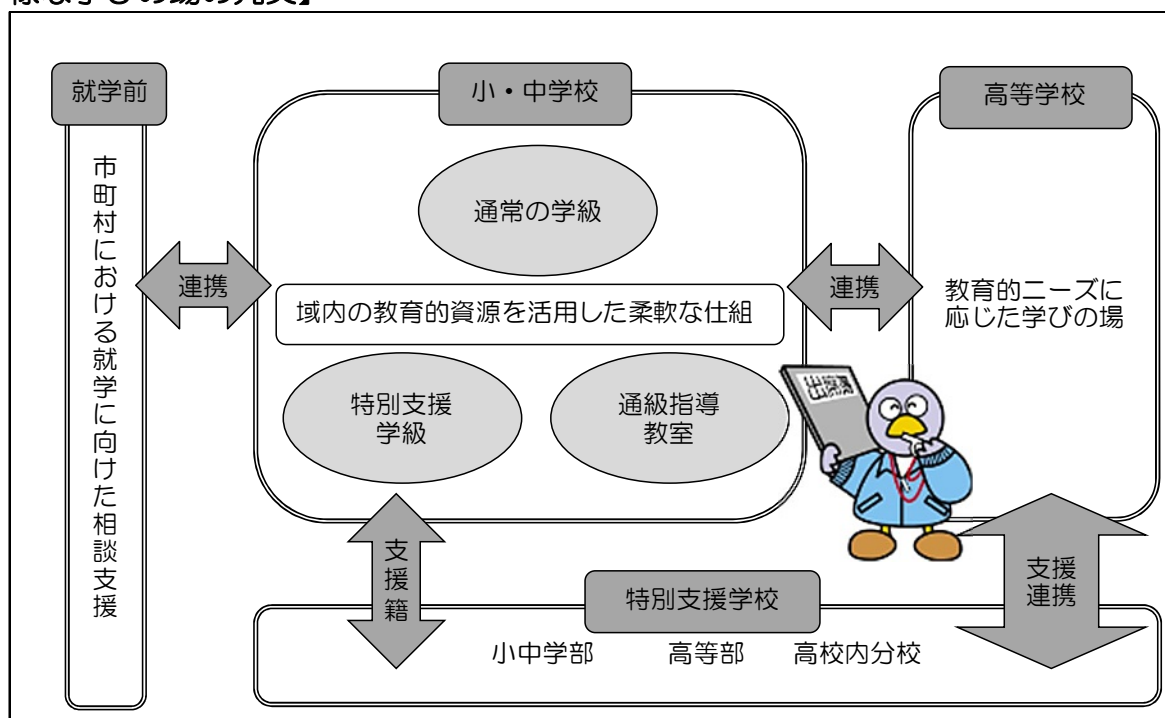 就学前
市町村における就学に向けた相談支援
連携
小・中学校
通常の学級
域内の教育的資源を活用した柔軟な仕組
特別支援
学級
通級指導
教室
連携
高等学校
教育的ニーズに
応じた学びの場
出席簿
支援籍
支援
連携
特別支援学校
小中学部 高等部 高校内分校